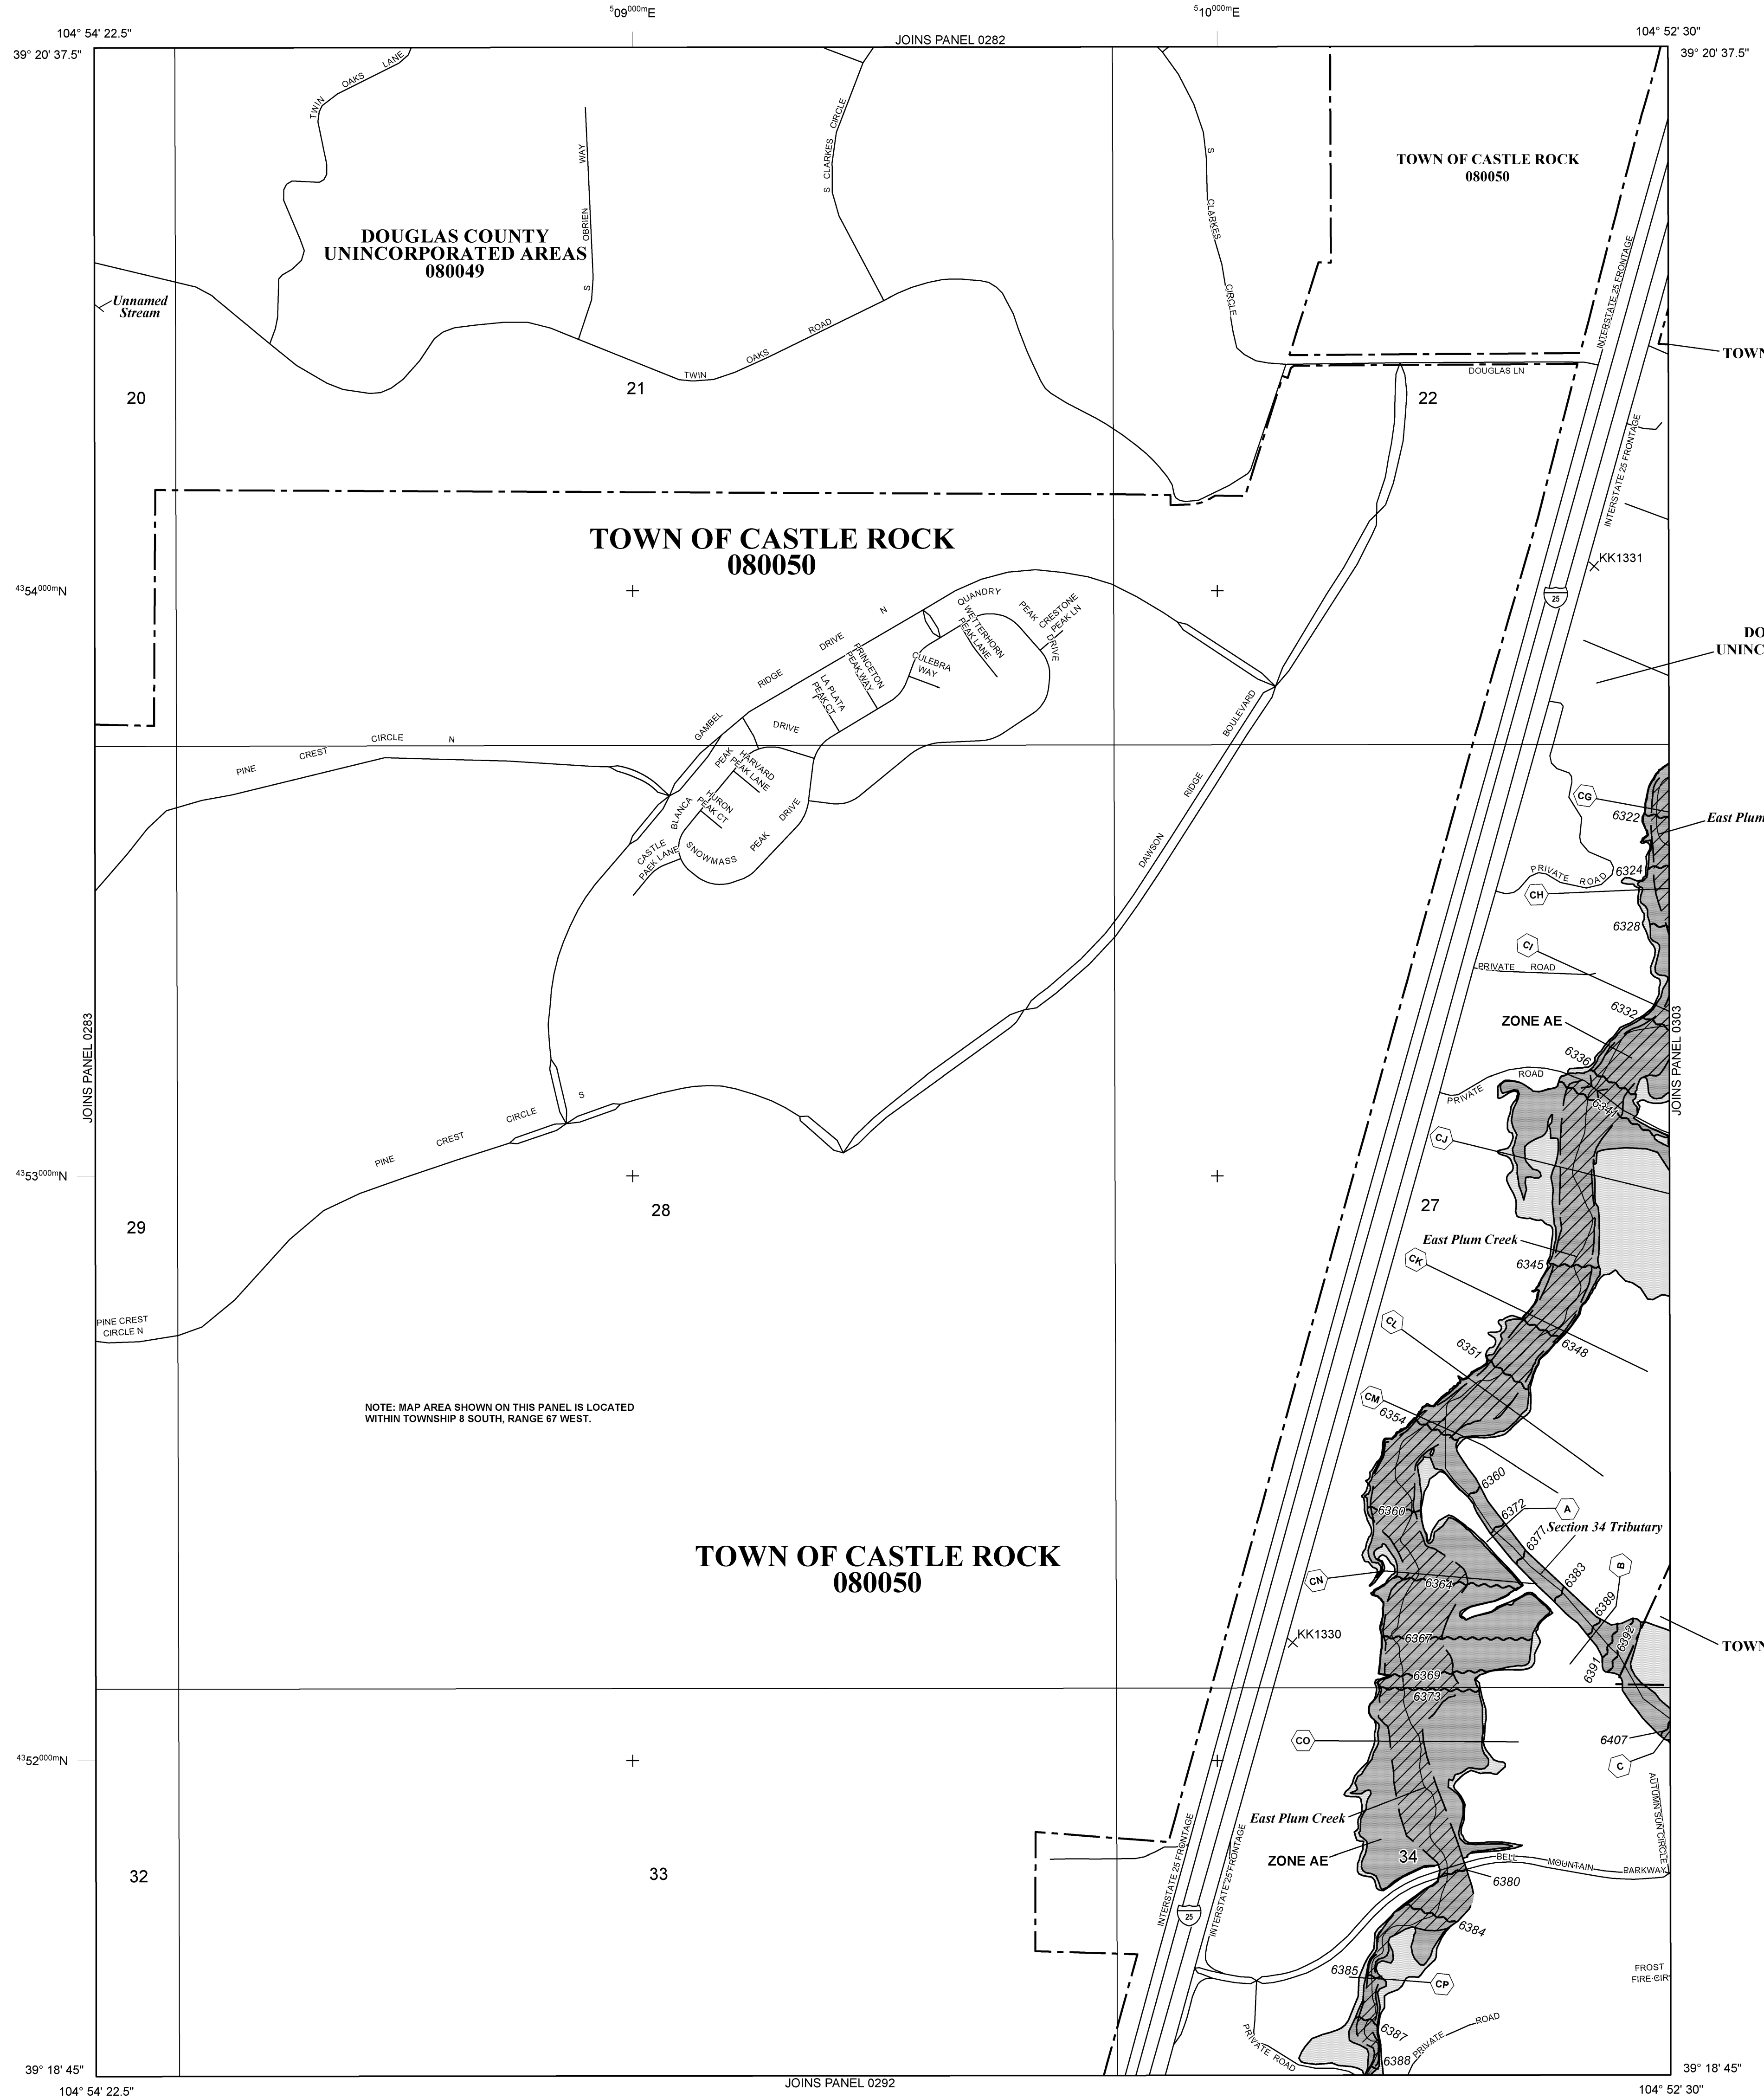 ⁵09⁰⁰⁰ᵐE
⁵10⁰⁰⁰ᵐE
104° 54' 22.5"
JOINS PANEL 0282
104° 52' 30"
39° 20' 37.5"
39° 20' 37.5"
TWIN OAKS LANE
S OBRIEN WAY
S CLARKES CIRCLE
S CLARKES CIRCLE
TOWN OF CASTLE ROCK
080050
DOUGLAS COUNTY
UNINCORPORATED AREAS
080049
Unnamed
Stream
INTERSTATE 25 FRONTAGE
TWIN OAKS ROAD
TOWN
DOUGLAS LN
20
21
22
INTERSTATE 25 FRONTAGE
TOWN OF CASTLE ROCK
080050
KK1331
⁴³54⁰⁰⁰ᵐN
25
GAMBEL RIDGE DRIVE N
QUANDRY PEAK DRIVE
CRESTONE
PEAK LN
WETTERHORN
PEAK LANE
CULEBRA
WAY
PRINCETON
PEAK WAY
LA PLATA
PEAK CT
DO
UNINC
DAWSON RIDGE BOULEVARD
PINE CREST CIRCLE N
BLANCA PEAK DRIVE
HARVARD
PEAK LANE
HURON
PEAK CT
CASTLE
PAEK LANE
SNOWMASS PEAK DRIVE
CG
6322
East Plum
PRIVATE ROAD
6324
CH
6328
CI
PRIVATE ROAD
6332
ZONE AE
JOINS PANEL 0283
JOINS PANEL 0303
6336
PRIVATE ROAD
6341
CJ
PINE CREST CIRCLE S
⁴³53⁰⁰⁰ᵐN
29
28
27
East Plum Creek
CK
6345
PINE CREST
CIRCLE N
CL
6351
6348
CM
6354
NOTE: MAP AREA SHOWN ON THIS PANEL IS LOCATED
WITHIN TOWNSHIP 8 SOUTH, RANGE 67 WEST.
6360
6360
6372
A
Section 34 Tributary
6377
TOWN OF CASTLE ROCK
080050
CN
6364
6383
B
6389
KK1330
6367
6392
TOWN
6391
6369
6373
⁴³52⁰⁰⁰ᵐN
CO
6407
C
AUTUMN SUN CIRCLE
East Plum Creek
INTERSTATE 25 FRONTAGE
INTERSTATE 25 FRONTAGE
ZONE AE
34
BELL MOUNTAIN PARKWAY
32
33
6380
25
6384
6385
CP
FROST
FIRE CIR
6387
PRIVATE ROAD
PRIVATE ROAD
6388
39° 18' 45"
39° 18' 45"
104° 54' 22.5"
JOINS PANEL 0292
104° 52' 30"